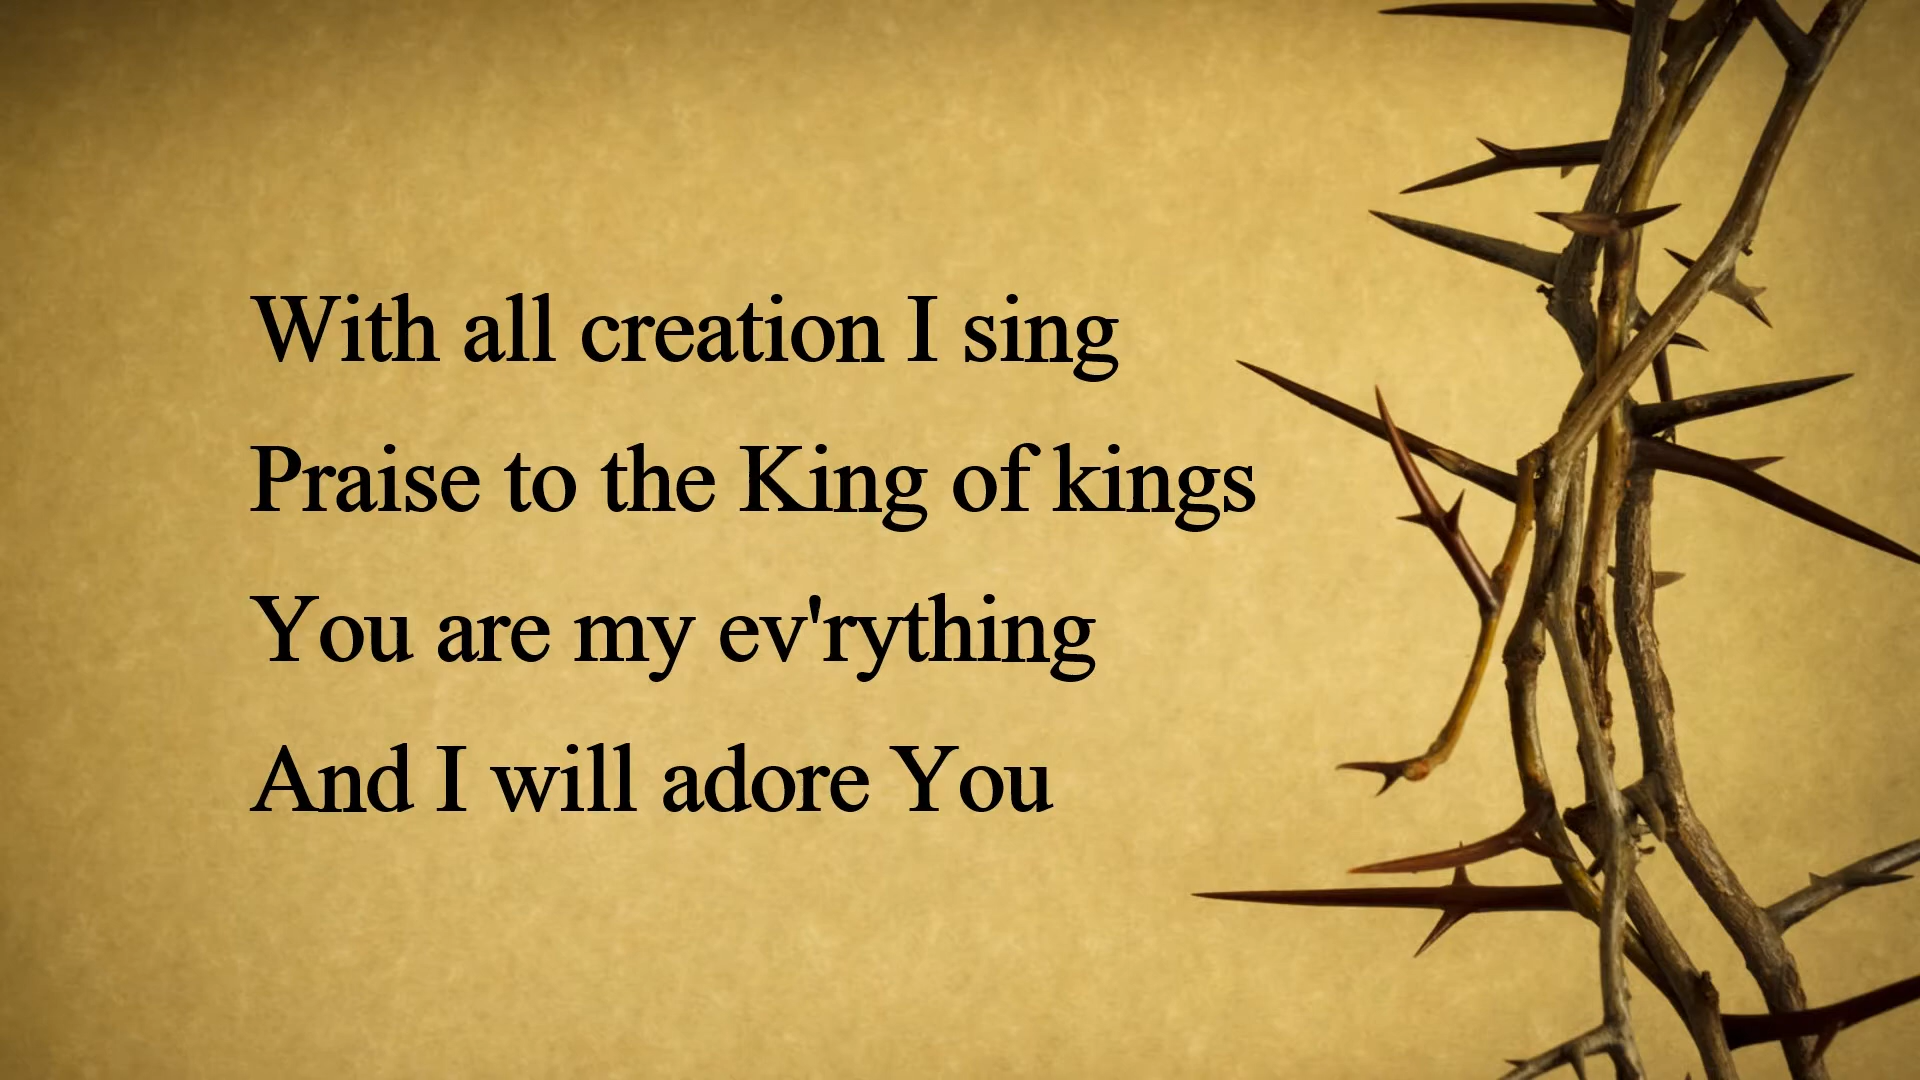 With all creation I sing
Praise to the King of kings
You are my ev'rything
And I will adore You